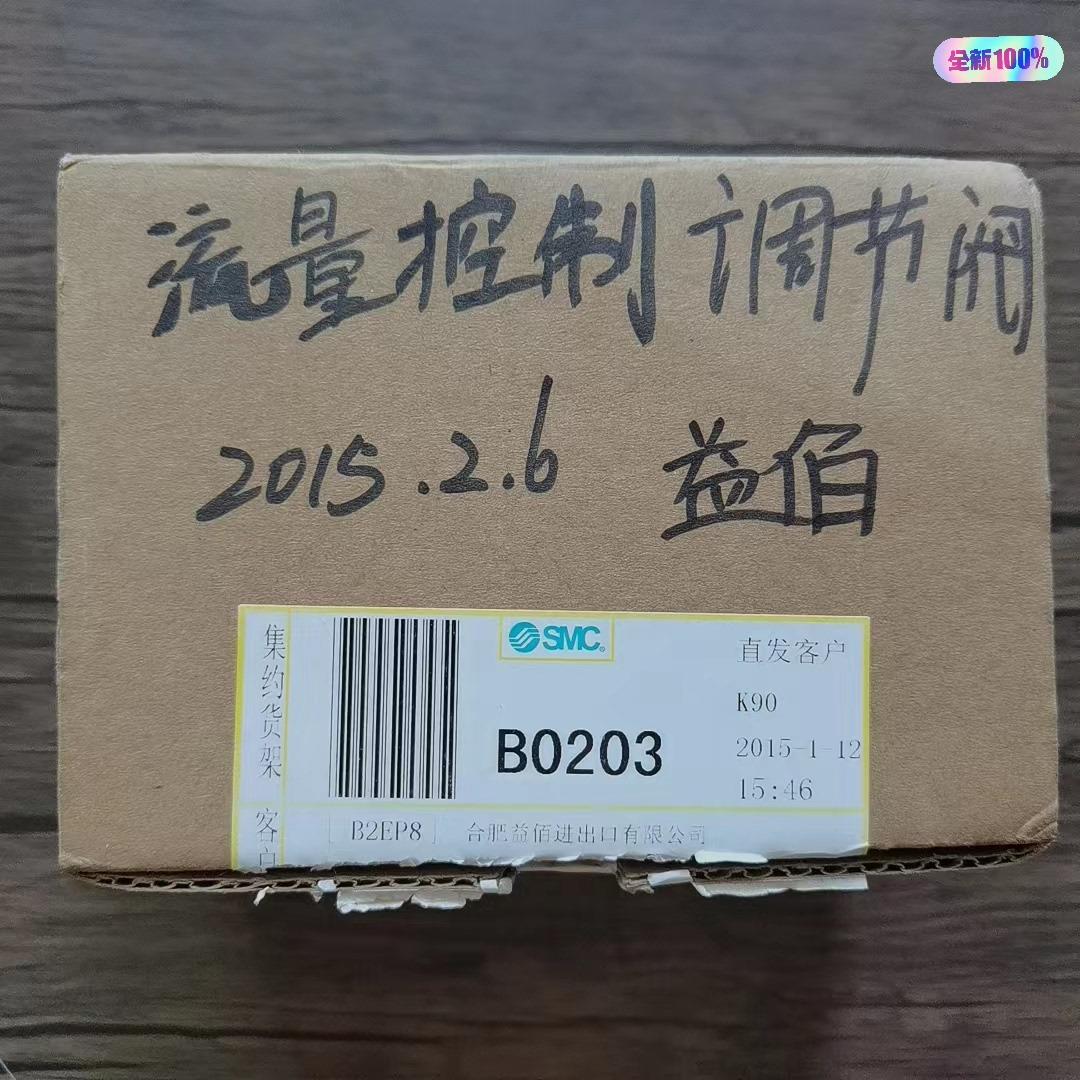 全新100%
流量控制调节阀
2015.2.6 益佰
集约货架
SMC
直发客户
K90
B0203
2015-1-12
15:46
客户
B2EP8 合肥益佰进出口有限公司